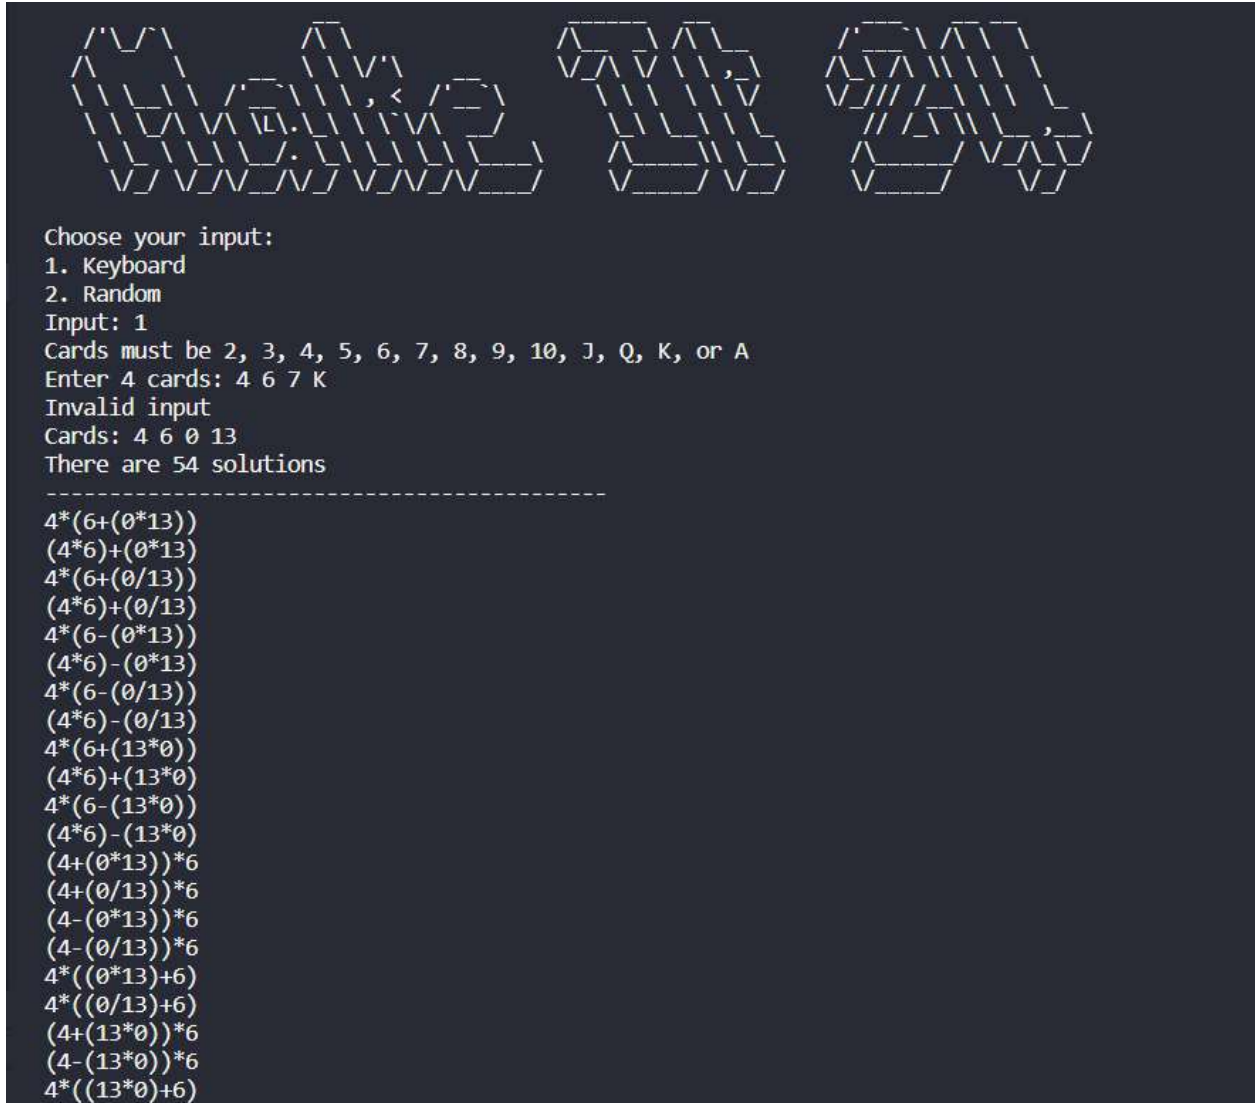 Make It 24!
Choose your input:
1. Keyboard
2. Random
Input: 1
Cards must be 2, 3, 4, 5, 6, 7, 8, 9, 10, J, Q, K, or A
Enter 4 cards: 4 6 7 K
Invalid input
Cards: 4 6 0 13
There are 54 solutions
--------------------------------------------
4*(6+(0*13))
(4*6)+(0*13)
4*(6+(0/13))
(4*6)+(0/13)
4*(6-(0*13))
(4*6)-(0*13)
4*(6-(0/13))
(4*6)-(0/13)
4*(6+(13*0))
(4*6)+(13*0)
4*(6-(13*0))
(4*6)-(13*0)
(4+(0*13))*6
(4+(0/13))*6
(4-(0*13))*6
(4-(0/13))*6
4*((0*13)+6)
4*((0/13)+6)
(4+(13*0))*6
(4-(13*0))*6
4*((13*0)+6)